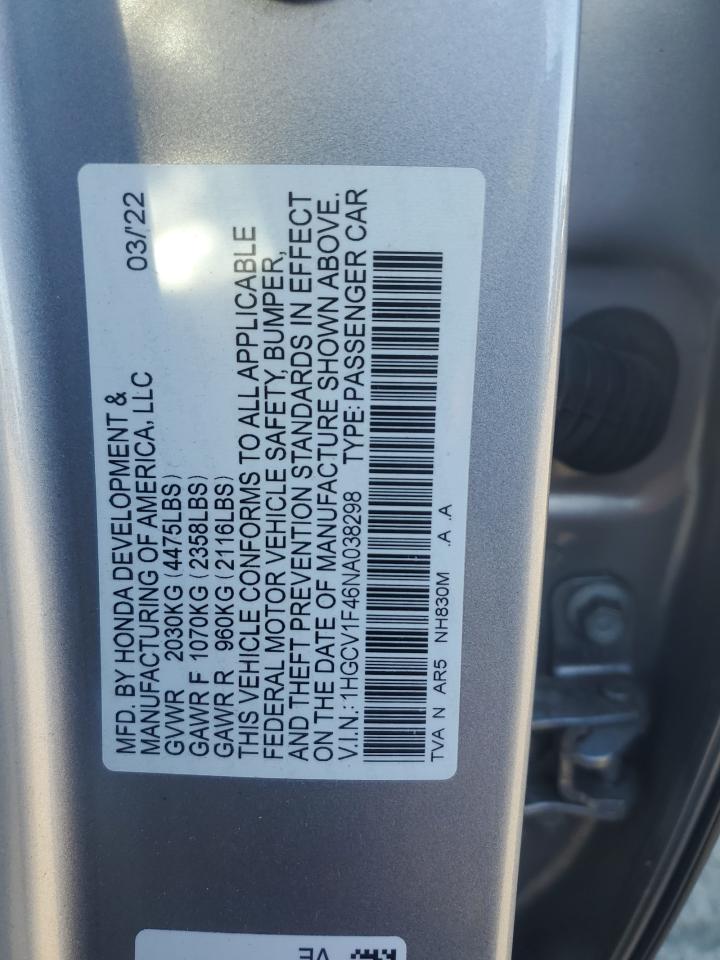 MFD. BY HONDA DEVELOPMENT & 03/'22
MANUFACTURING OF AMERICA, LLC
GVWR 2030KG (4475LBS)
GAWR F 1070KG (2358LBS)
GAWR R 960KG (2116LBS)
THIS VEHICLE CONFORMS TO ALL APPLICABLE
FEDERAL MOTOR VEHICLE SAFETY, BUMPER,
AND THEFT PREVENTION STANDARDS IN EFFECT
ON THE DATE OF MANUFACTURE SHOWN ABOVE.
V.I.N.: 1HGCV1F46NA038298 TYPE: PASSENGER CAR
TVA N AR5 NH830M .A .A
VE